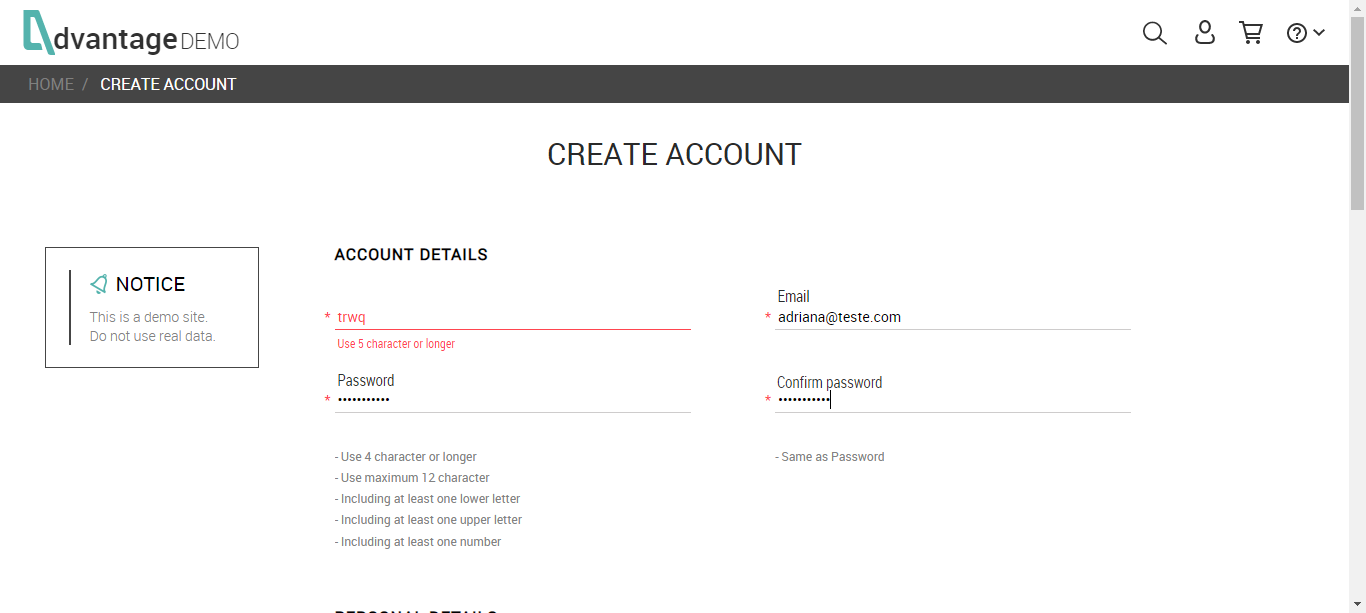 dvantage DEMO
HOME / CREATE ACCOUNT
CREATE ACCOUNT
NOTICE
This is a demo site.
Do not use real data.
ACCOUNT DETAILS
* trwq
Use 5 character or longer
Email
* adriana@teste.com
Password
* •••••••••••
Confirm password
* •••••••••••
- Use 4 character or longer
- Use maximum 12 character
- Including at least one lower letter
- Including at least one upper letter
- Including at least one number
- Same as Password
PERSONAL DETAILS